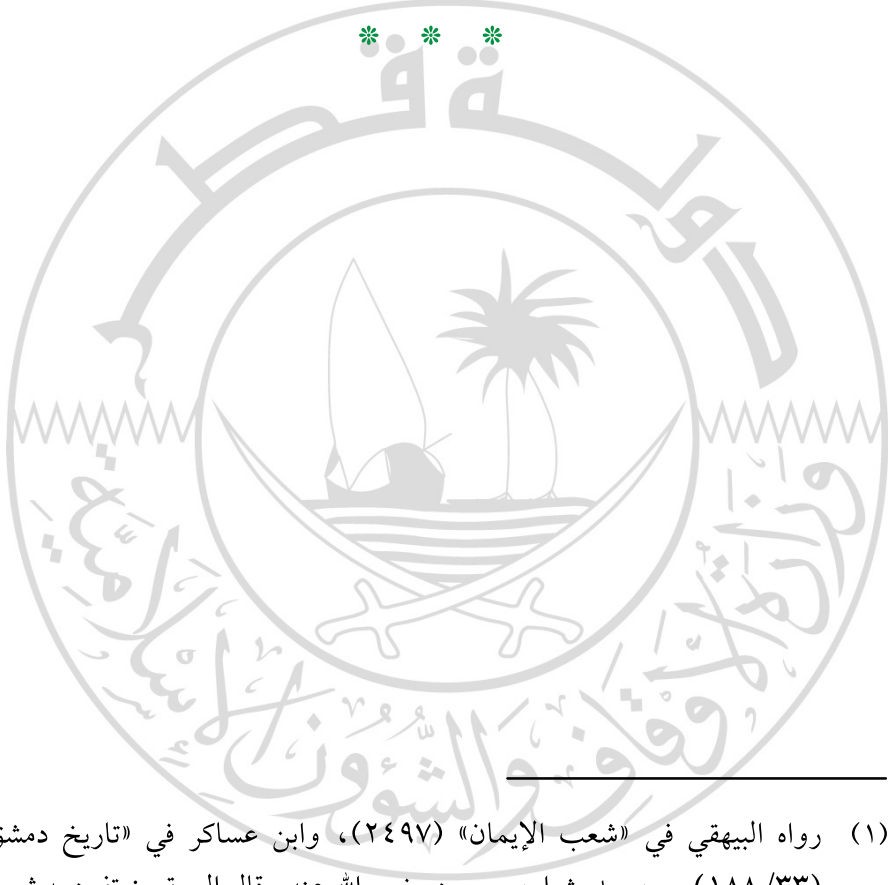 * * *
دولة قطر
وزارة الأوقاف والشؤون الإسلامية
(١) رواه البيهقي في «شعب الإيمان» (٢٤٩٧)، وابن عساكر في «تاريخ دمشق
(٣٣/ ١٨٨)